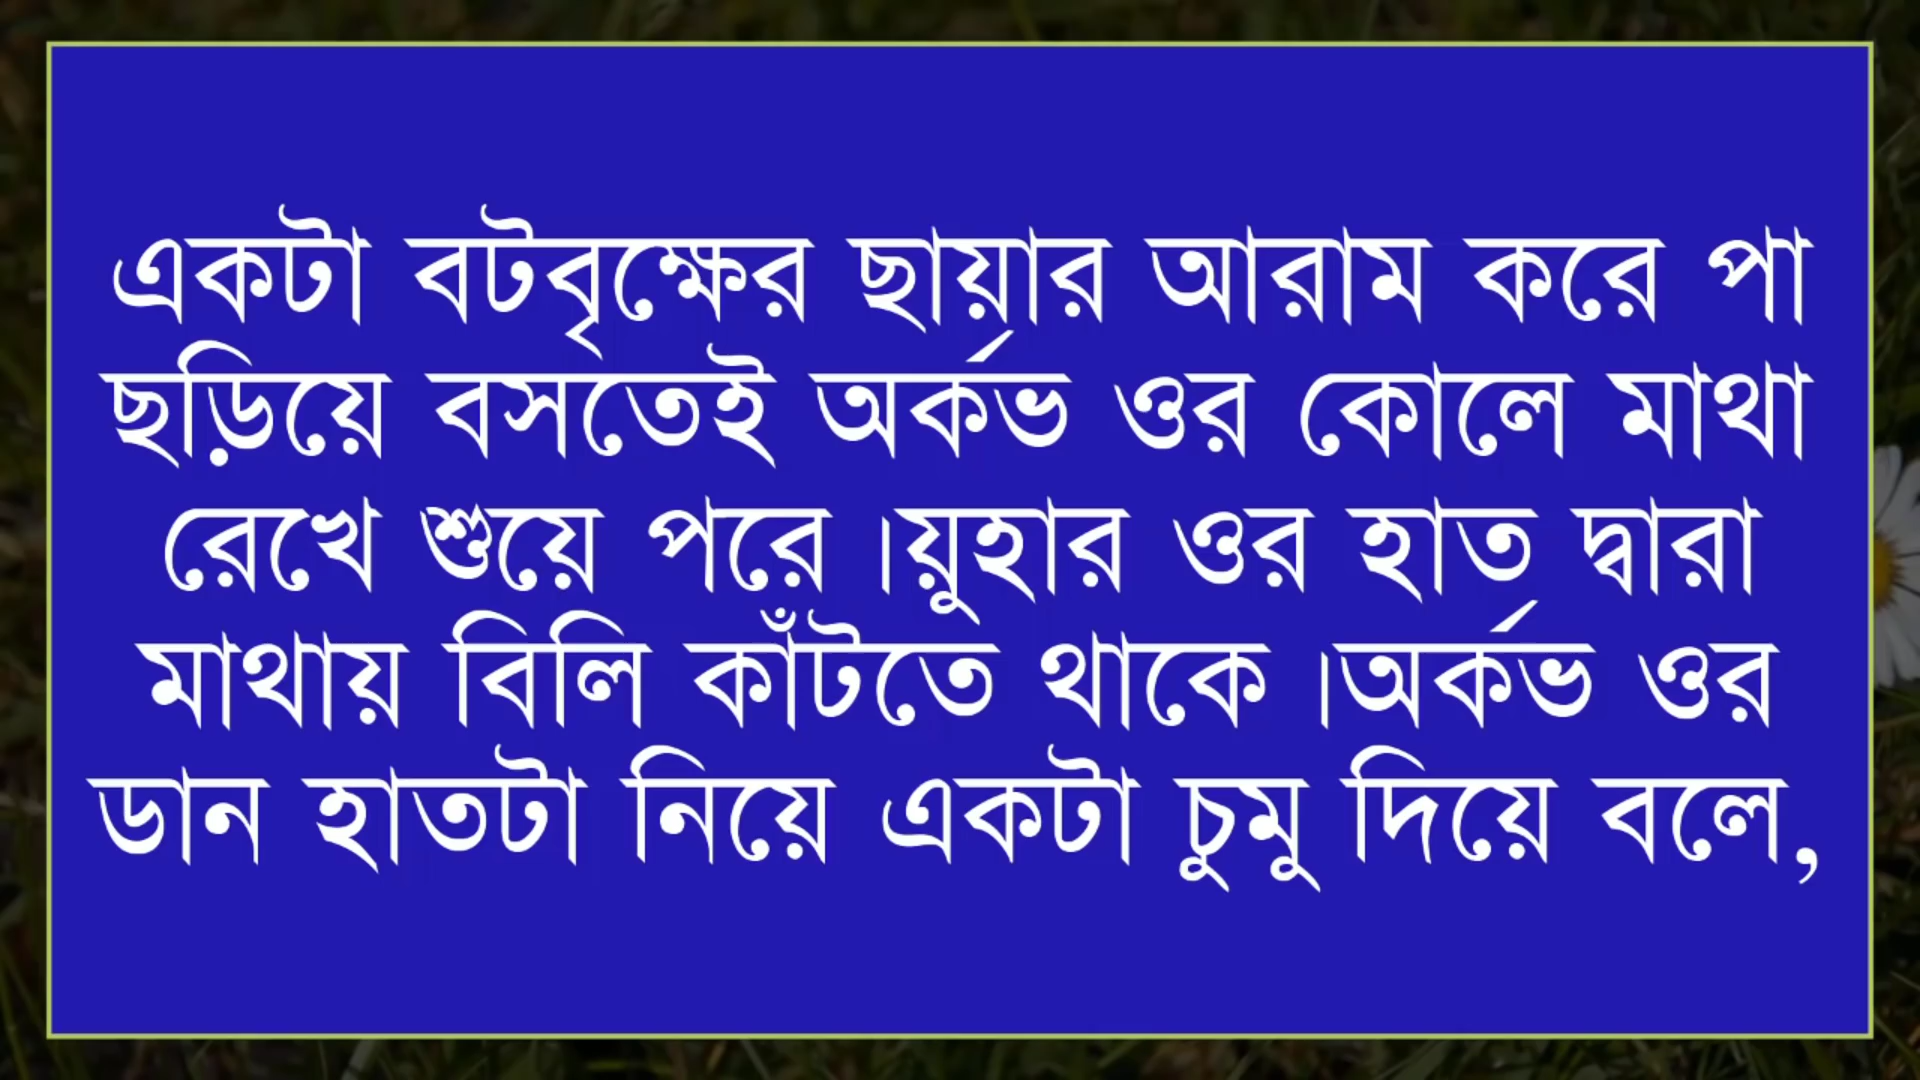 একটা বটবৃক্ষের ছায়ার আরাম করে পা
ছড়িয়ে বসতেই অর্কভ ওর কোলে মাথা
রেখে শুয়ে পরে ।য়ুহার ওর হাত দ্বারা
মাথায় বিলি কাঁটতে থাকে ।অর্কভ ওর
ডান হাতটা নিয়ে একটা চুমু দিয়ে বলে,